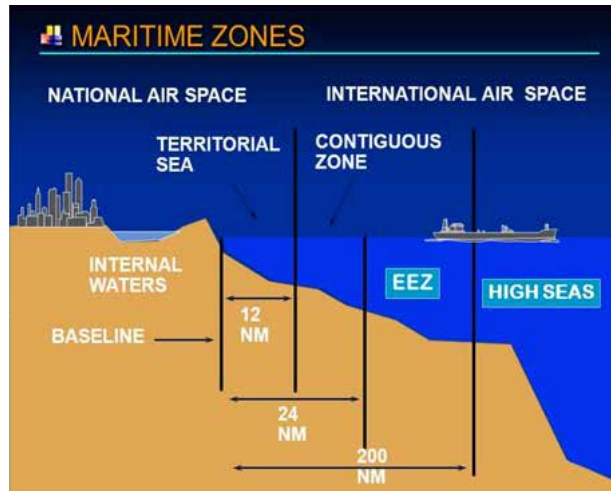 MARITIME ZONES
NATIONAL AIR SPACE
INTERNATIONAL AIR SPACE
TERRITORIAL
SEA
CONTIGUOUS
ZONE
INTERNAL
WATERS
EEZ
HIGH SEAS
12
NM
BASELINE
24
NM
200
NM